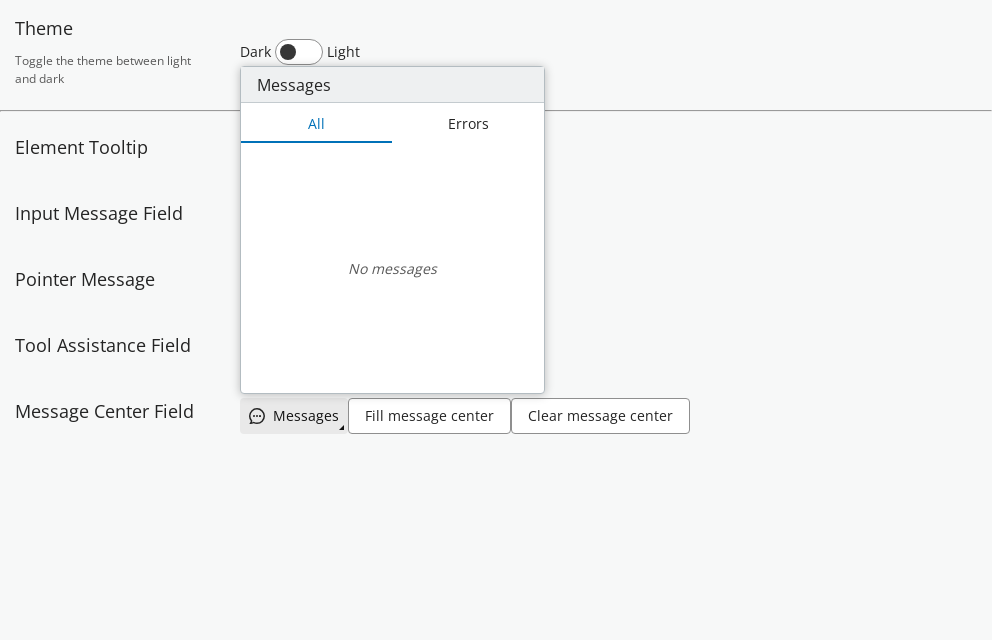 Theme
Toggle the theme between light
and dark
Dark Light
Messages
All Errors
No messages
Element Tooltip
Input Message Field
Pointer Message
Tool Assistance Field
Message Center Field
Messages Fill message center Clear message center